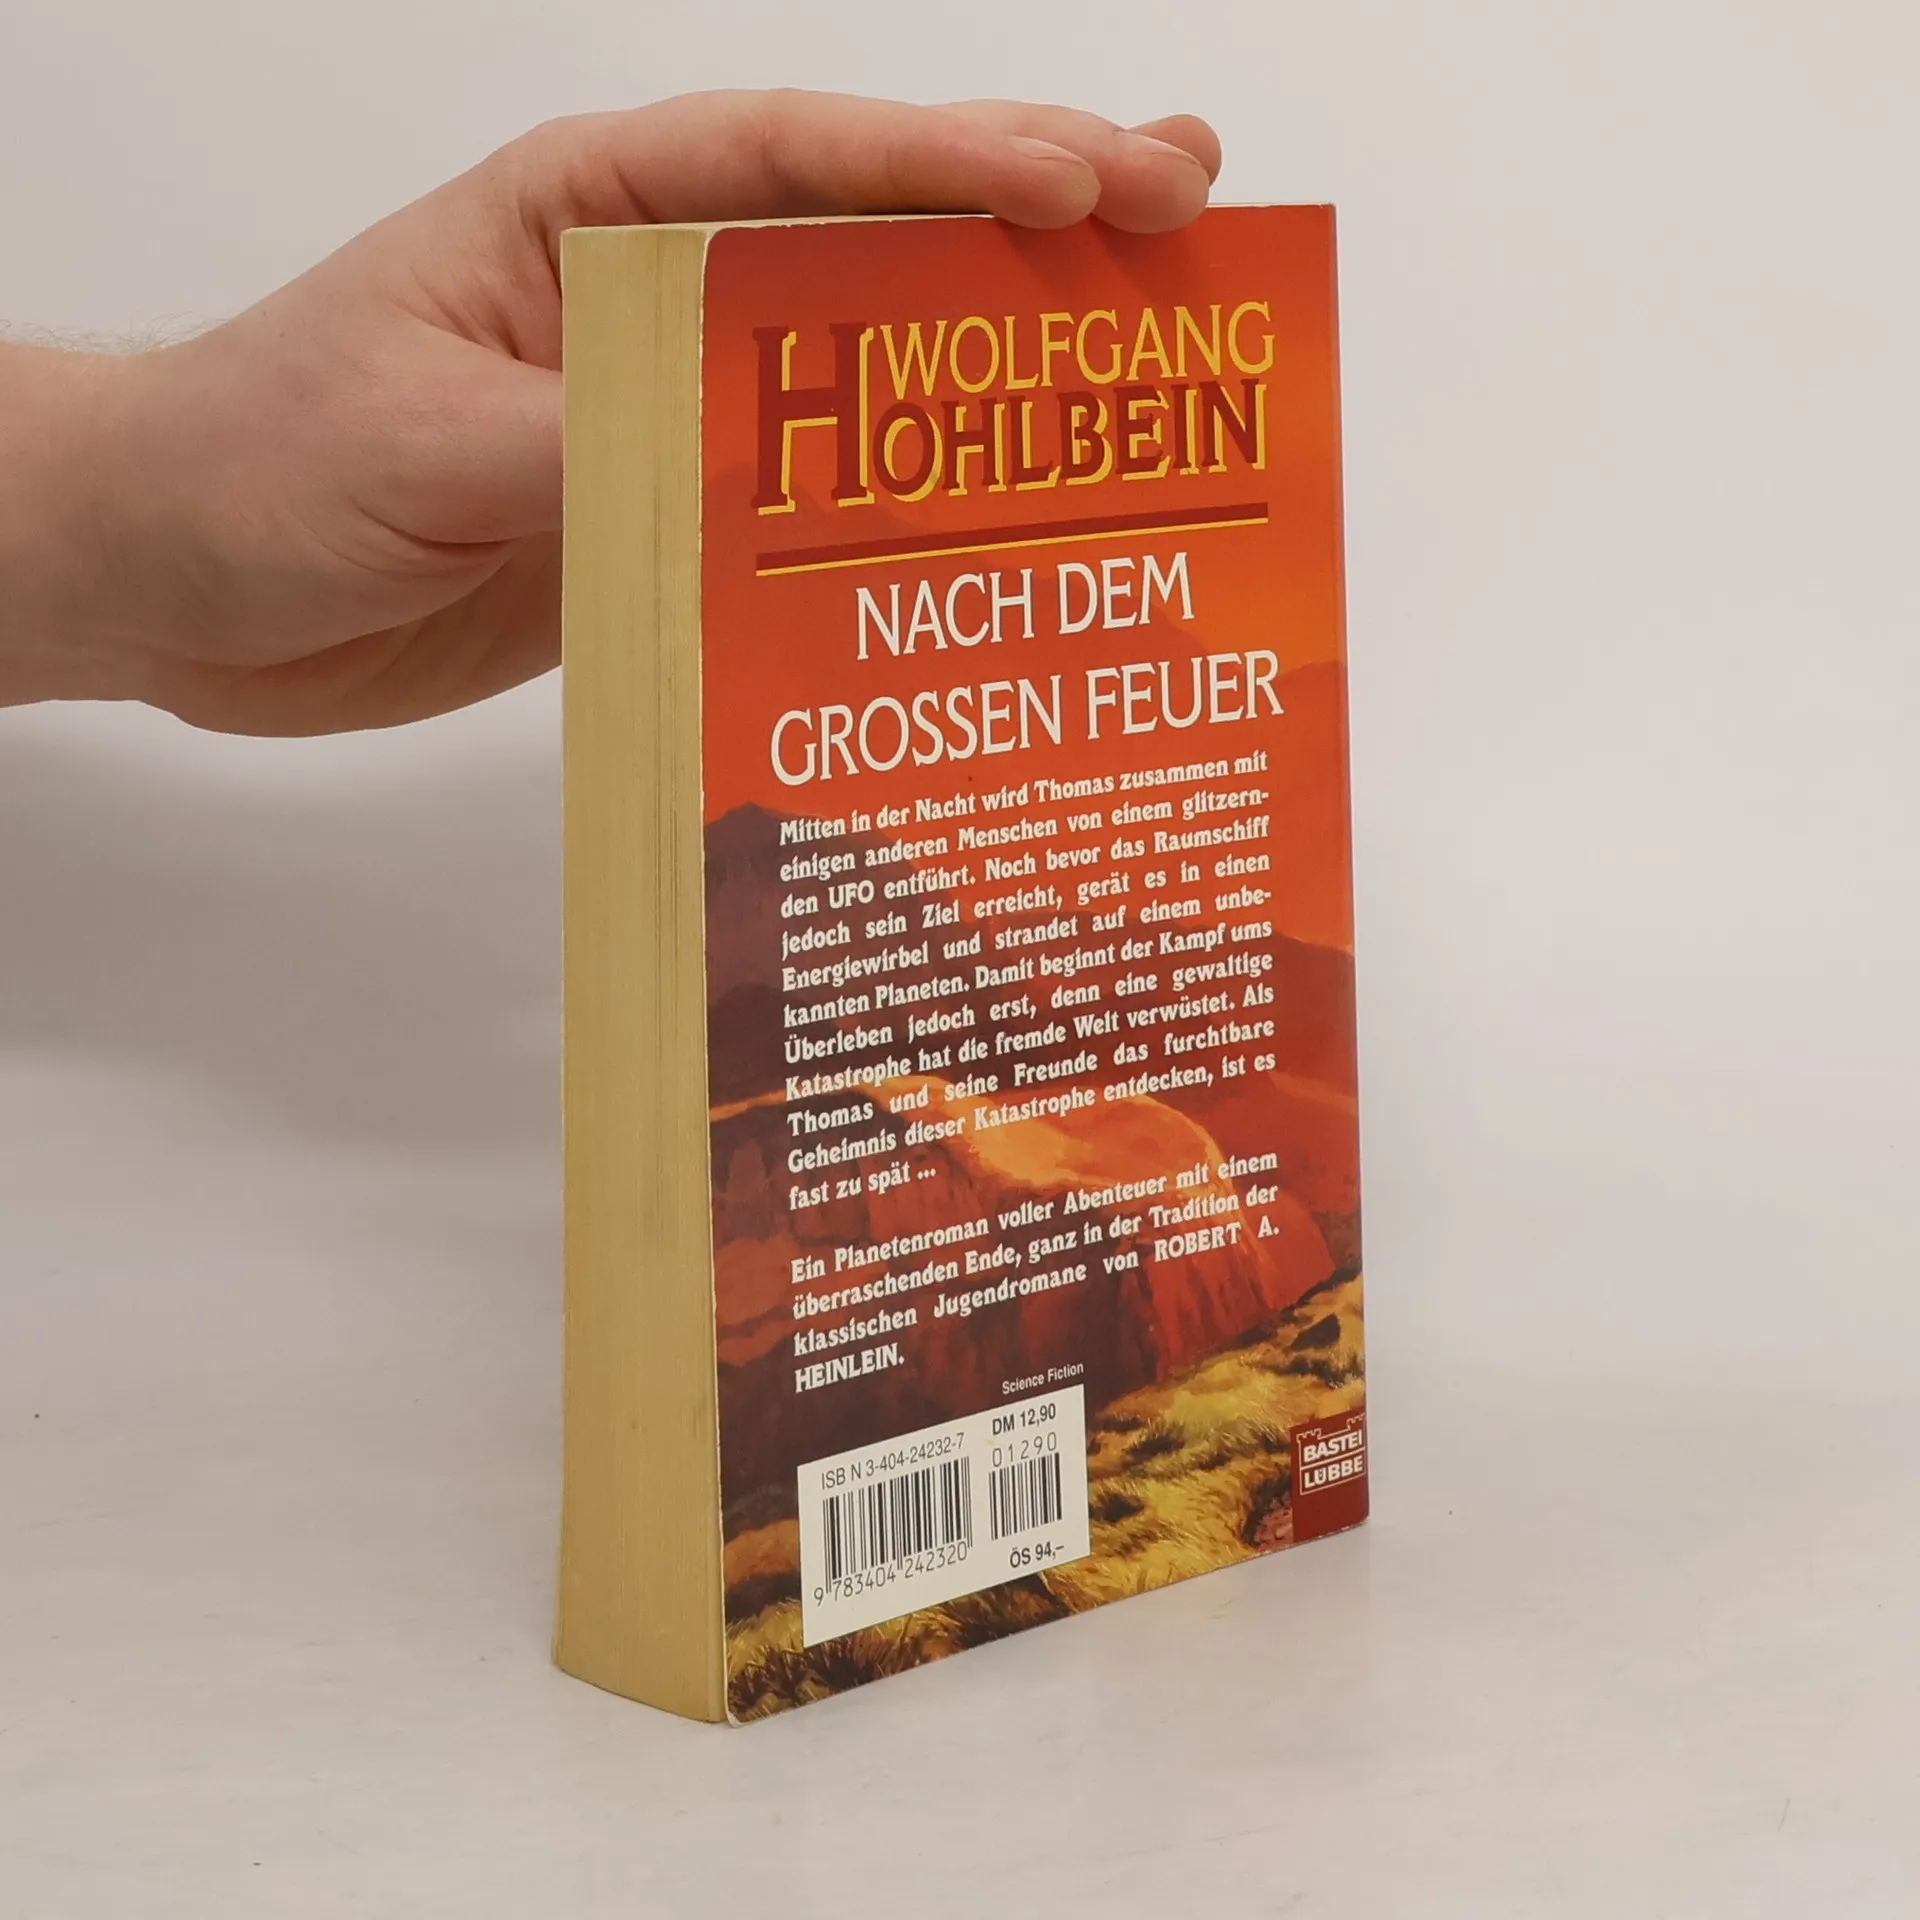 WOLFGANG
HOHLBEIN
NACH DEM
GROSSEN FEUER
Mitten in der Nacht wird Thomas zusammen mit
einigen anderen Menschen von einem glitzern-
den UFO entführt. Noch bevor das Raumschiff
jedoch sein Ziel erreicht, gerät es in einen
Energiewirbel und strandet auf einem unbe-
kannten Planeten. Damit beginnt der Kampf ums
Überleben jedoch erst, denn eine gewaltige
Katastrophe hat die fremde Welt verwüstet. Als
Thomas und seine Freunde das furchtbare
Geheimnis dieser Katastrophe entdecken, ist es
fast zu spät ...
Ein Planetenroman voller Abenteuer mit einem
überraschenden Ende, ganz in der Tradition der
klassischen Jugendromane von ROBERT A.
HEINLEIN.
Science Fiction
ISBN 3-404-24232-7
DM 12,90
01290
9 783404 242320
ÖS 94,–
BASTEI
LÜBBE